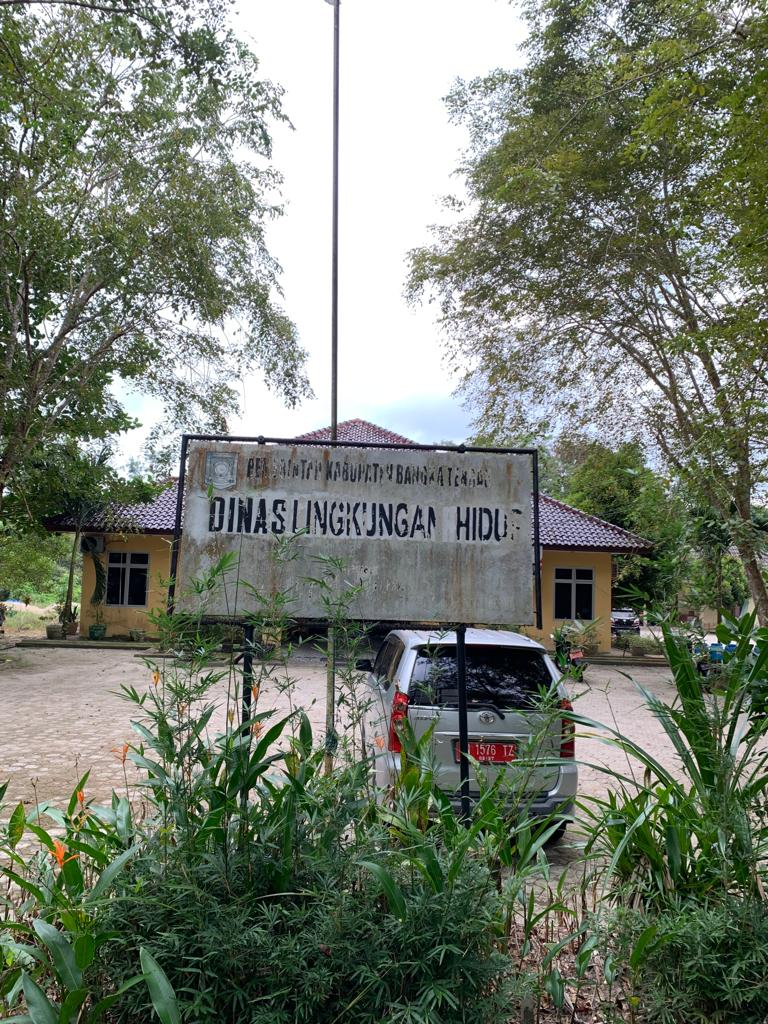 KABUPATEN BANGKA TENGAH
DINAS LINGKUNGAN HIDUP
1576 TZ